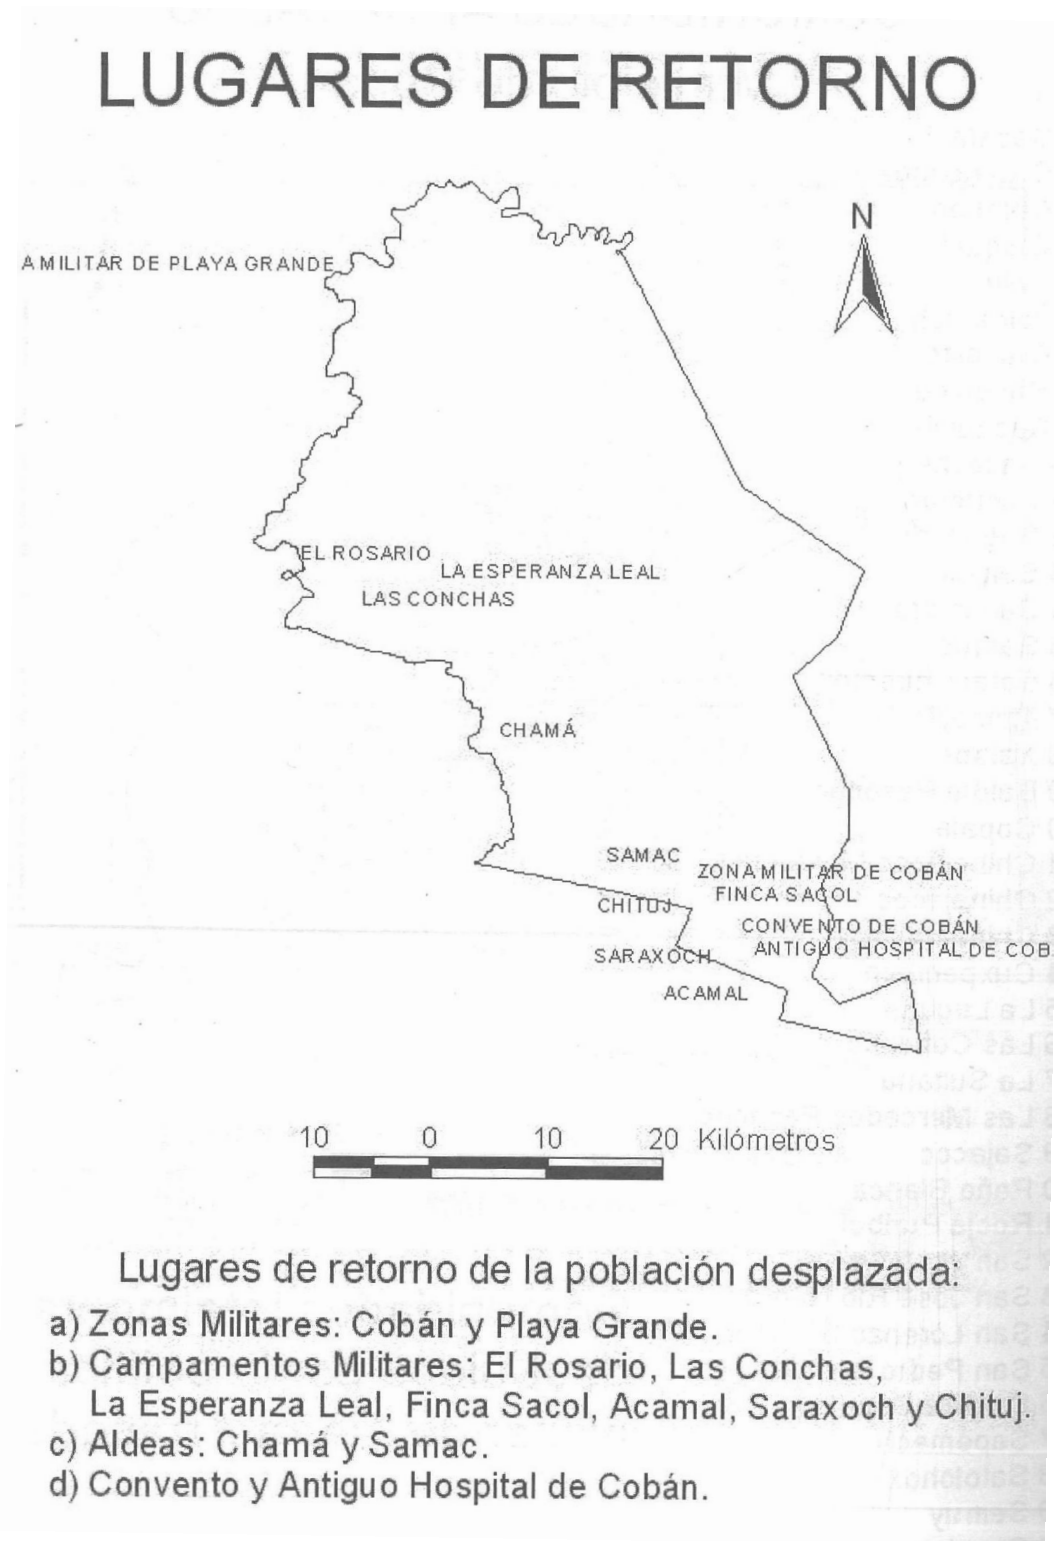 LUGARES DE RETORNO
N
A MILITAR DE PLAYA GRANDE
EL ROSARIO
LA ESPERANZA LEAL
LAS CONCHAS
CHAMÁ
SAMAC
ZONA MILITAR DE COBÁN
FINCA SACOL
CHITUJ
CONVENTO DE COBÁN
ANTIGUO HOSPITAL DE COB
SARAXOCH
ACAMAL
10 0 10 20 Kilómetros
Lugares de retorno de la población desplazada:
a) Zonas Militares: Cobán y Playa Grande.
b) Campamentos Militares: El Rosario, Las Conchas,
La Esperanza Leal, Finca Sacol, Acamal, Saraxoch y Chituj.
c) Aldeas: Chamá y Samac.
d) Convento y Antiguo Hospital de Cobán.